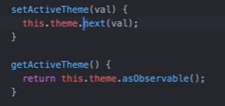 setActiveTheme(val) {
this.theme.next(val);
}
getActiveTheme() {
return this.theme.asObservable();
}